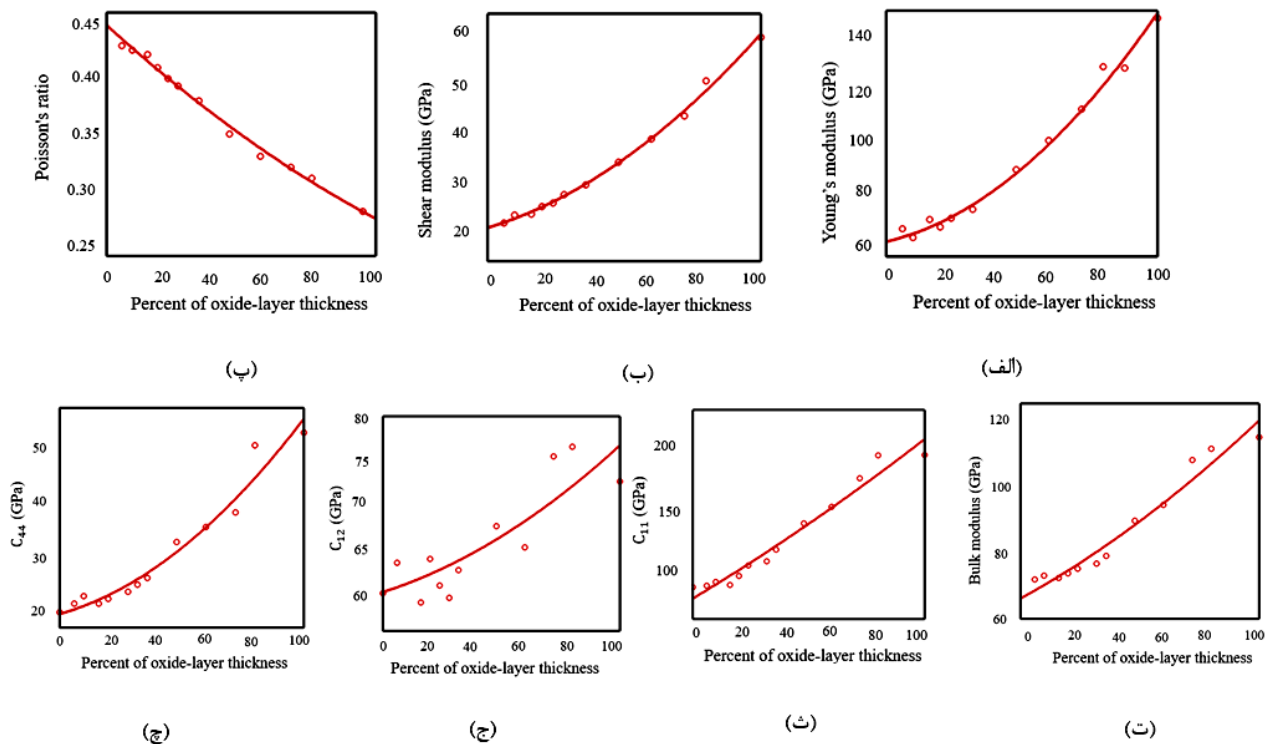 0.45
0.40
0.35
0.30
0.25
Poisson's ratio
0 20 40 60 80 100
Percent of oxide-layer thickness
(پ)
60
50
40
30
20
Shear modulus (GPa)
0 20 40 60 80 100
Percent of oxide-layer thickness
(ب)
140
120
100
80
60
Young's modulus (GPa)
0 20 40 60 80 100
Percent of oxide-layer thickness
(الف)
50
40
30
20
C₄₄ (GPa)
0 20 40 60 80 100
Percent of oxide-layer thickness
(چ)
80
75
70
65
60
C₁₂ (GPa)
0 20 40 60 80 100
Percent of oxide-layer thickness
(ج)
200
150
100
C₁₁ (GPa)
0 20 40 60 80 100
Percent of oxide-layer thickness
(ث)
120
100
80
60
Bulk modulus (GPa)
0 20 40 60 80 100
Percent of oxide-layer thickness
(ت)